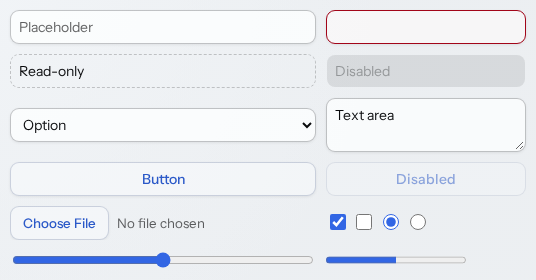 Placeholder
Read-only
Disabled
Option
Text area
Button
Disabled
Choose File
No file chosen